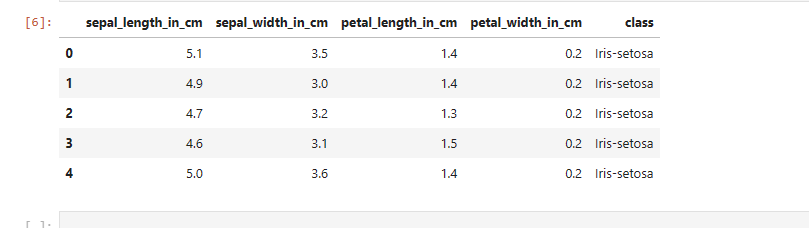 [6]: sepal_length_in_cm sepal_width_in_cm petal_length_in_cm petal_width_in_cm class
0 5.1 3.5 1.4 0.2 Iris-setosa
1 4.9 3.0 1.4 0.2 Iris-setosa
2 4.7 3.2 1.3 0.2 Iris-setosa
3 4.6 3.1 1.5 0.2 Iris-setosa
4 5.0 3.6 1.4 0.2 Iris-setosa
[ ]: